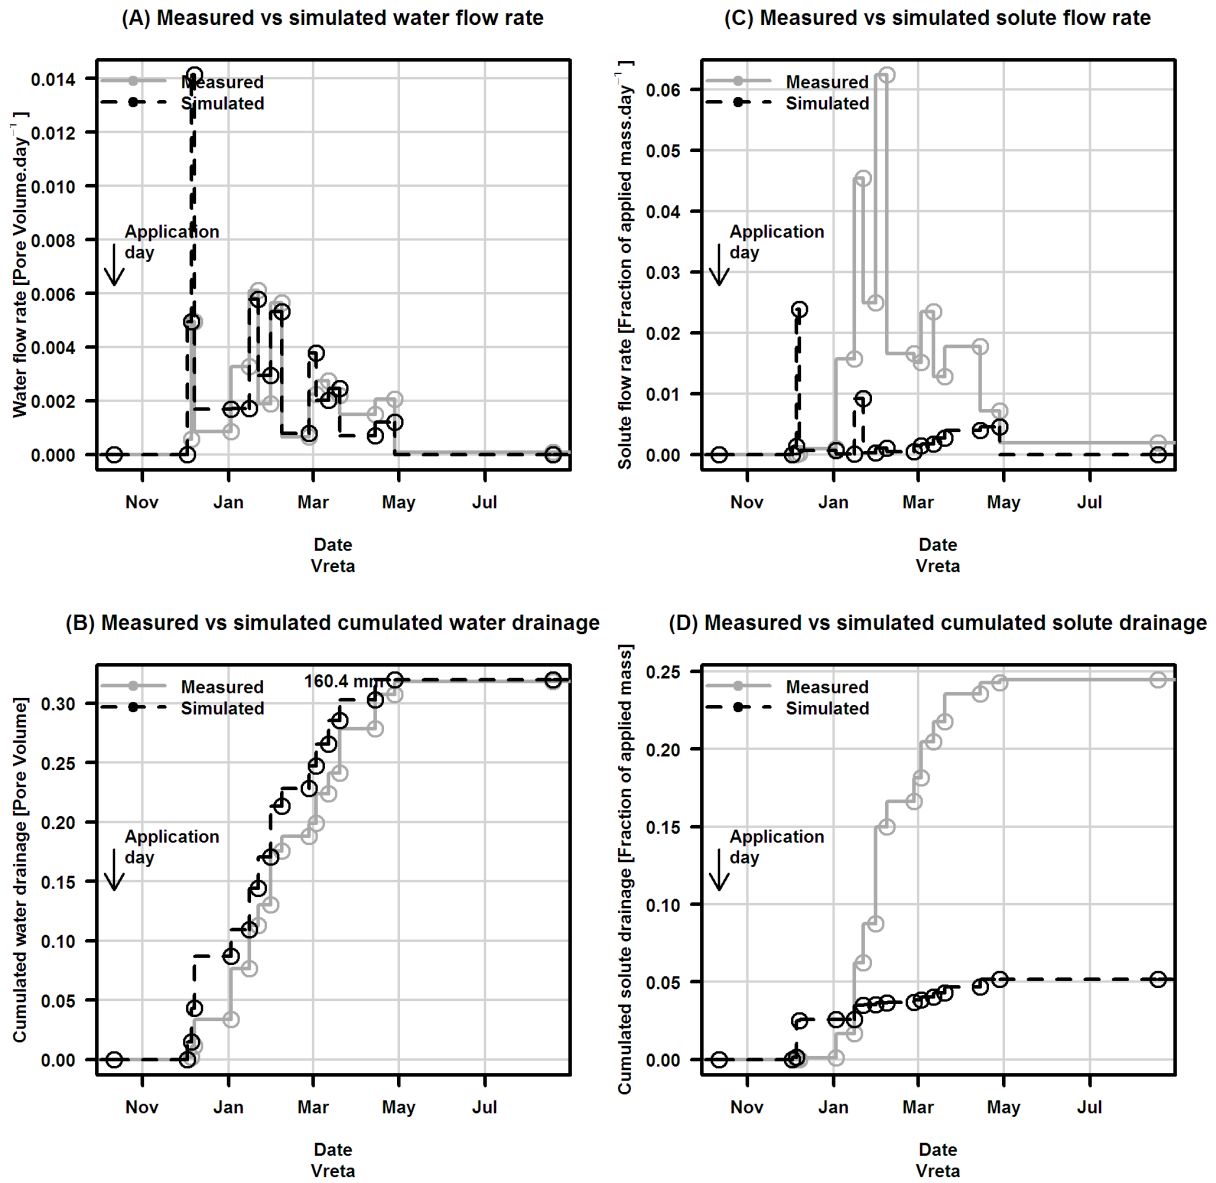 (A) Measured vs simulated water flow rate
Water flow rate [Pore Volume.day⁻¹ ]
0.014
0.012
0.010
0.008
0.006
0.004
0.002
0.000
Measured
Simulated
Application
day
Nov
Jan
Mar
May
Jul
Date
Vreta
(C) Measured vs simulated solute flow rate
Solute flow rate [Fraction of applied mass.day⁻¹ ]
0.06
0.05
0.04
0.03
0.02
0.01
0.00
Measured
Simulated
Application
day
Nov
Jan
Mar
May
Jul
Date
Vreta
(B) Measured vs simulated cumulated water drainage
Cumulated water drainage [Pore Volume]
0.30
0.25
0.20
0.15
0.10
0.05
0.00
Measured
Simulated
160.4 mm
Application
day
Nov
Jan
Mar
May
Jul
Date
Vreta
(D) Measured vs simulated cumulated solute drainage
Cumulated solute drainage [Fraction of applied mass]
0.25
0.20
0.15
0.10
0.05
0.00
Measured
Simulated
Application
day
Nov
Jan
Mar
May
Jul
Date
Vreta